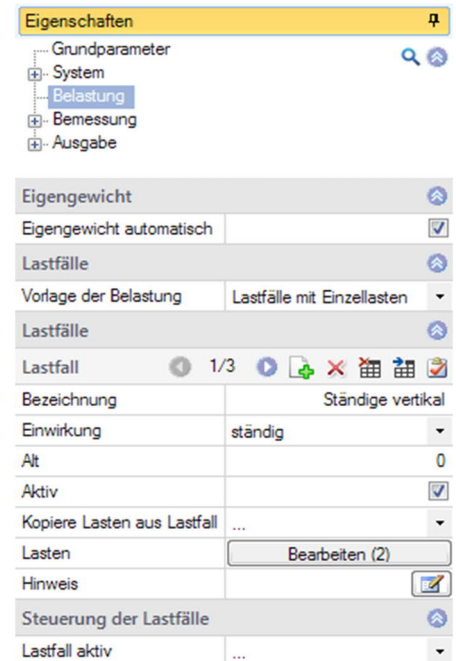 Eigenschaften
Grundparameter
System
Belastung
Bemessung
Ausgabe
Eigengewicht
Eigengewicht automatisch
Lastfälle
Vorlage der Belastung Lastfälle mit Einzellasten
Lastfälle
Lastfall 1/3
Bezeichnung Ständige vertikal
Einwirkung ständig
Alt 0
Aktiv
Kopiere Lasten aus Lastfall ...
Lasten Bearbeiten (2)
Hinweis
Steuerung der Lastfälle
Lastfall aktiv ...